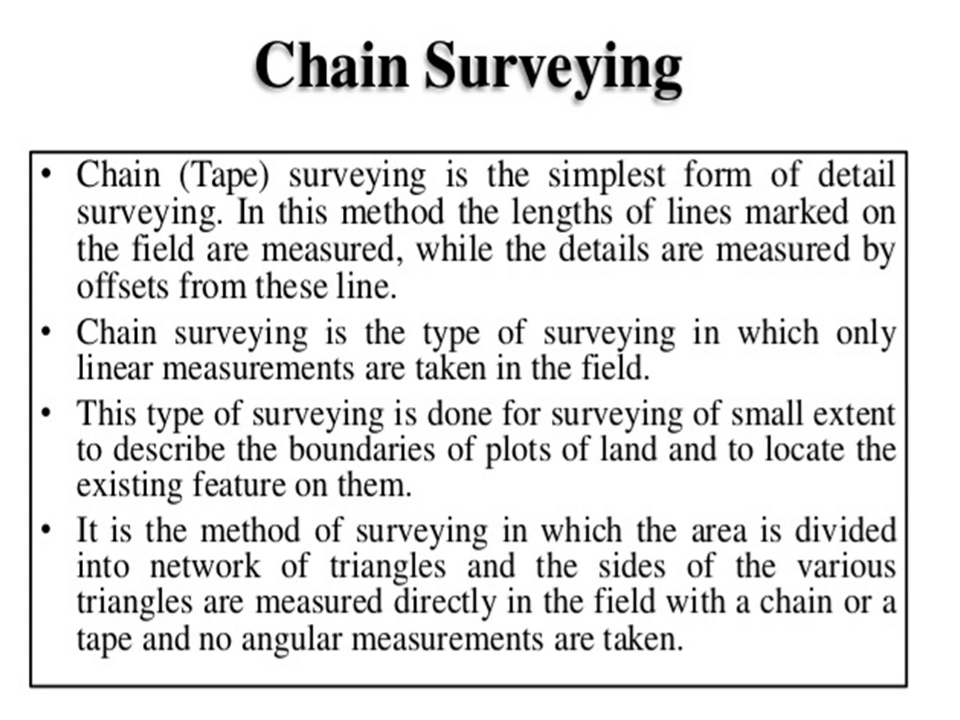 Chain Surveying
• Chain (Tape) surveying is the simplest form of detail
surveying. In this method the lengths of lines marked on
the field are measured, while the details are measured by
offsets from these line.
• Chain surveying is the type of surveying in which only
linear measurements are taken in the field.
• This type of surveying is done for surveying of small extent
to describe the boundaries of plots of land and to locate the
existing feature on them.
• It is the method of surveying in which the area is divided
into network of triangles and the sides of the various
triangles are measured directly in the field with a chain or a
tape and no angular measurements are taken.